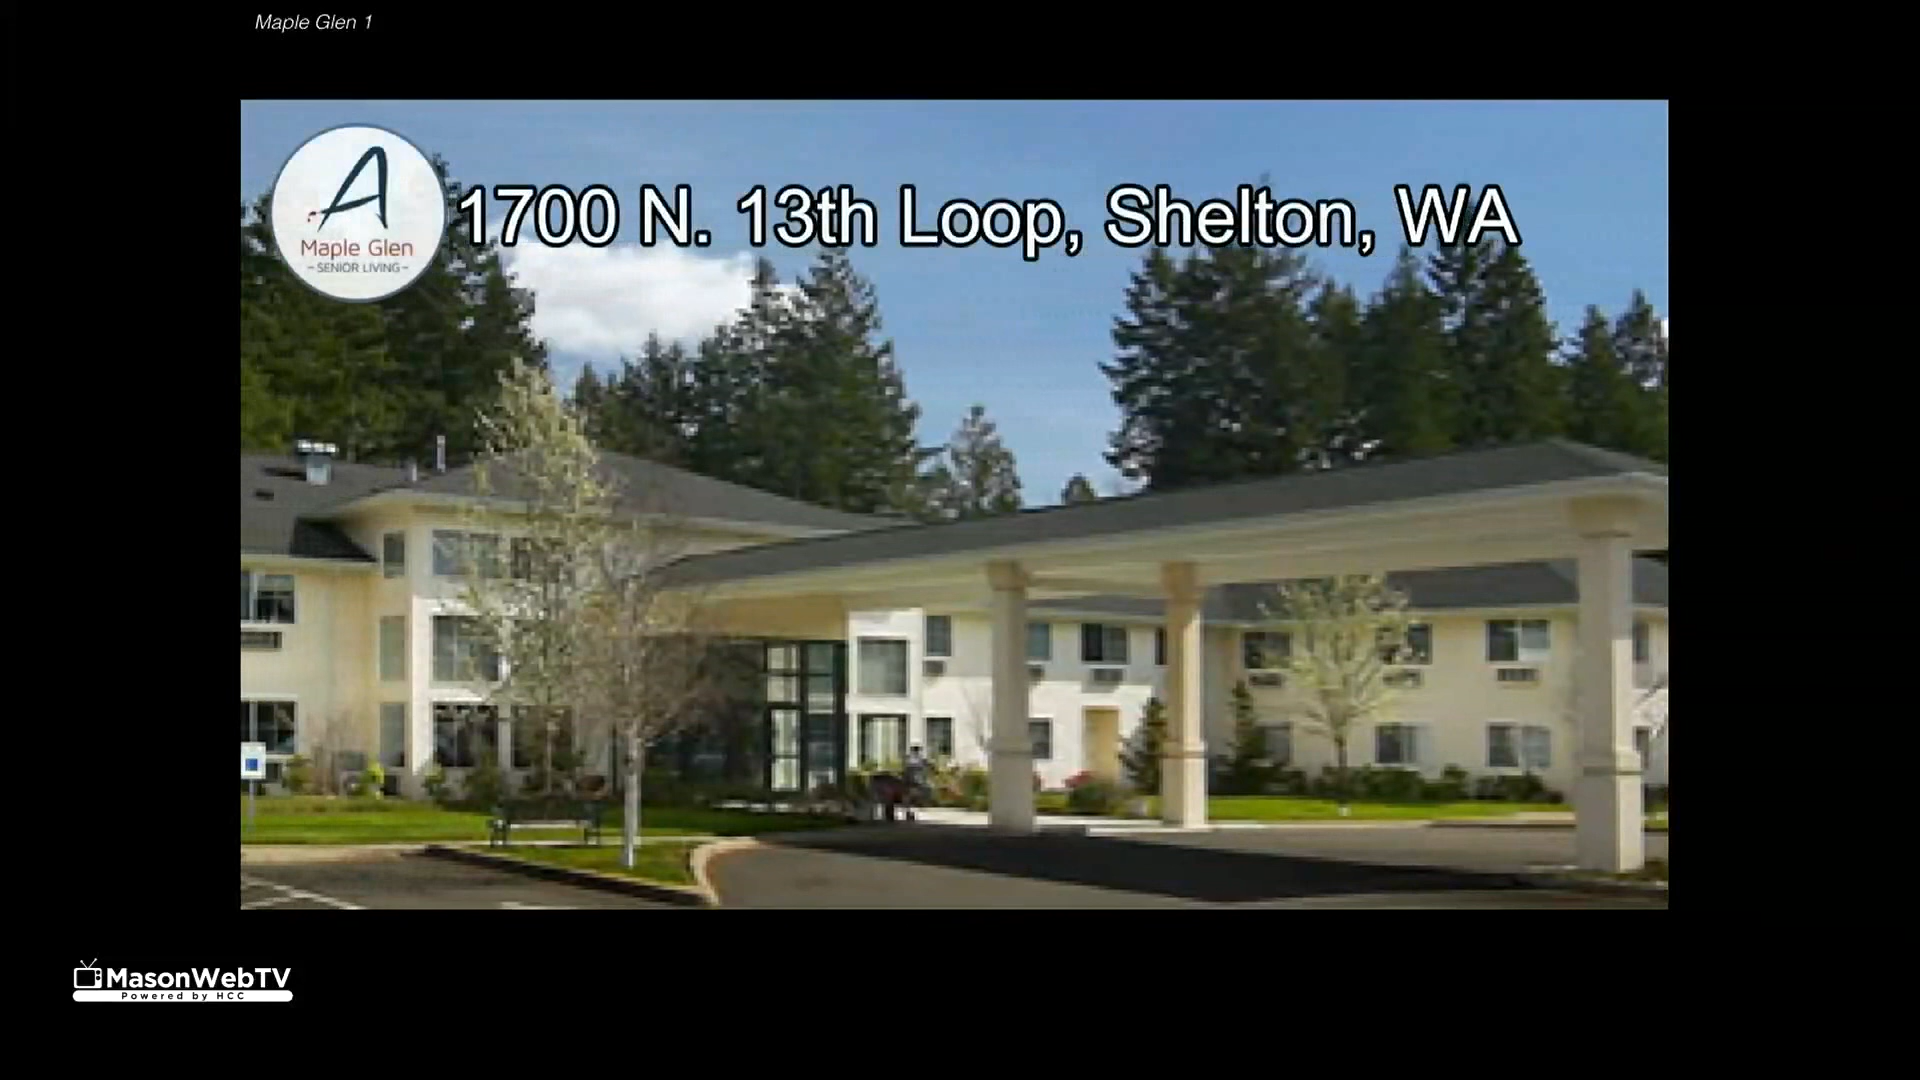 Maple Glen 1
1700 N. 13th Loop, Shelton, WA
A
Maple Glen
~SENIOR LIVING~
MasonWebTV
Powered by HCC